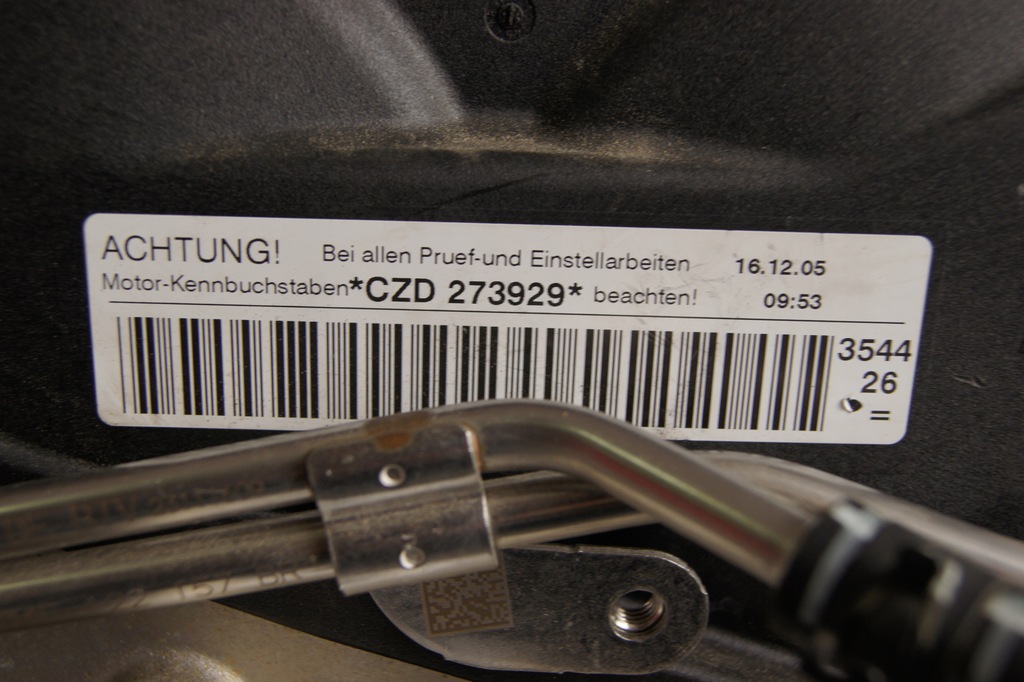 ACHTUNG! Bei allen Pruef-und Einstellarbeiten 16.12.05
Motor-Kennbuchstaben*CZD 273929* beachten! 09:53
3544
26
=